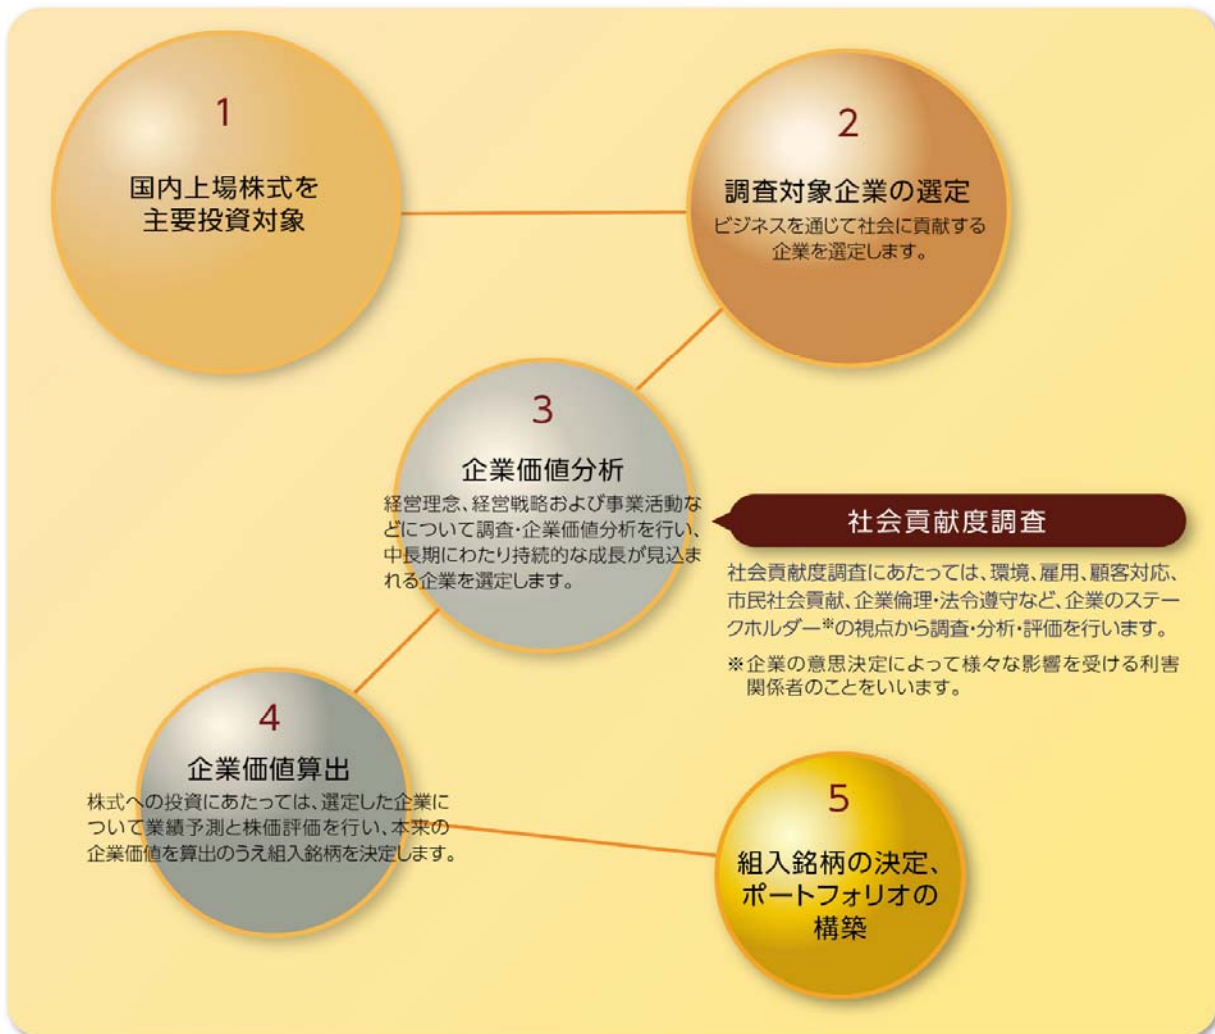 1
国内上場株式を
主要投資対象
2
調査対象企業の選定
ビジネスを通じて社会に貢献する
企業を選定します。
3
企業価値分析
経営理念、経営戦略および事業活動な
どについて調査・企業価値分析を行い、
中長期にわたり持続的な成長が見込ま
れる企業を選定します。
社会貢献度調査
社会貢献度調査にあたっては、環境、雇用、顧客対応、
市民社会貢献、企業倫理・法令遵守など、企業のステー
クホルダー※の視点から調査・分析・評価を行います。
※企業の意思決定によって様々な影響を受ける利害
関係者のことをいいます。
4
企業価値算出
株式への投資にあたっては、選定した企業に
ついて業績予測と株価評価を行い、本来の
企業価値を算出のうえ組入銘柄を決定します。
5
組入銘柄の決定、
ポートフォリオの
構築